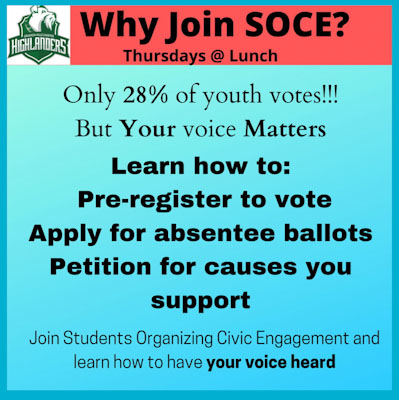 Why Join SOCE?
HIGHLANDERS
Thursdays @ Lunch
Only 28% of youth votes!!!
But Your voice Matters
Learn how to:
Pre-register to vote
Apply for absentee ballots
Petition for causes you
support
Join Students Organizing Civic Engagement and
learn how to have your voice heard